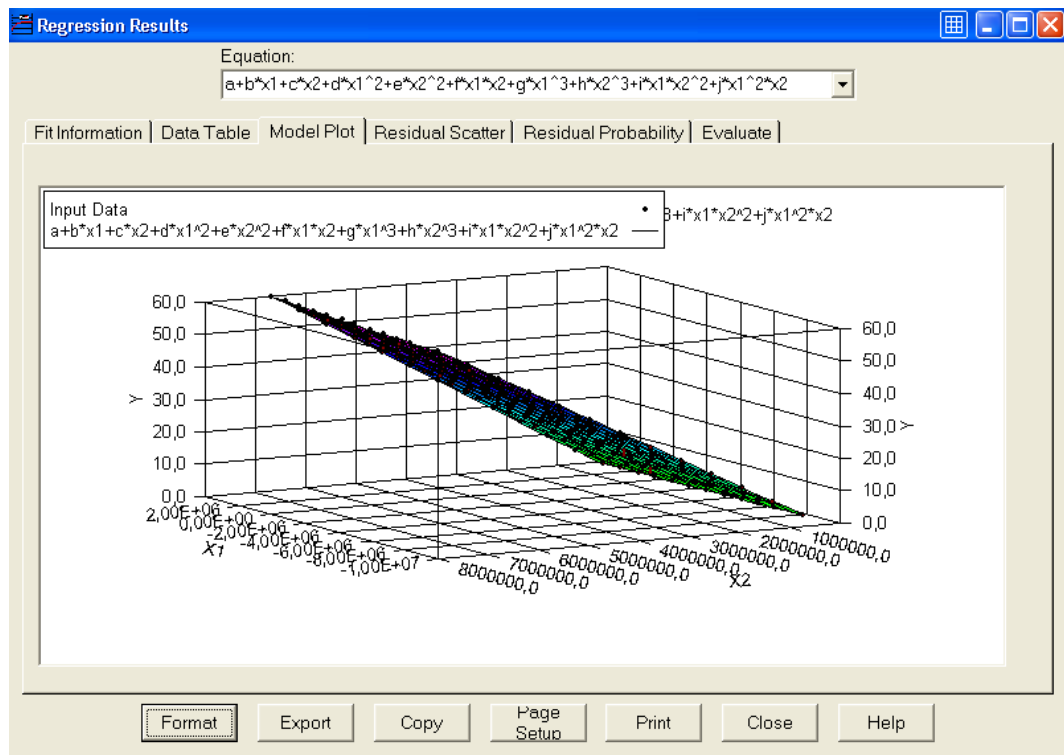 Regression Results
Equation:
a+b*x1+c*x2+d*x1^2+e*x2^2+f*x1*x2+g*x1^3+h*x2^3+i*x1*x2^2+j*x1^2*x2
Fit Information Data Table Model Plot Residual Scatter Residual Probability Evaluate
Input Data
3+i*x1*x2^2+j*x1^2*x2
a+b*x1+c*x2+d*x1^2+e*x2^2+f*x1*x2+g*x1^3+h*x2^3+i*x1*x2^2+j*x1^2*x2
60,0
50,0
40,0
30,0
20,0
10,0
0,0
Y
60,0
50,0
40,0
30,0
20,0
10,0
0,0
Y
2,00E+06
0,00E+00
-2,00E+06
-4,00E+06
-6,00E+06
-8,00E+06
-1,00E+07
X1
8000000,0
7000000,0
6000000,0
5000000,0
4000000,0
3000000,0
2000000,0
1000000,0
X2
Format Export Copy Page Setup Print Close Help